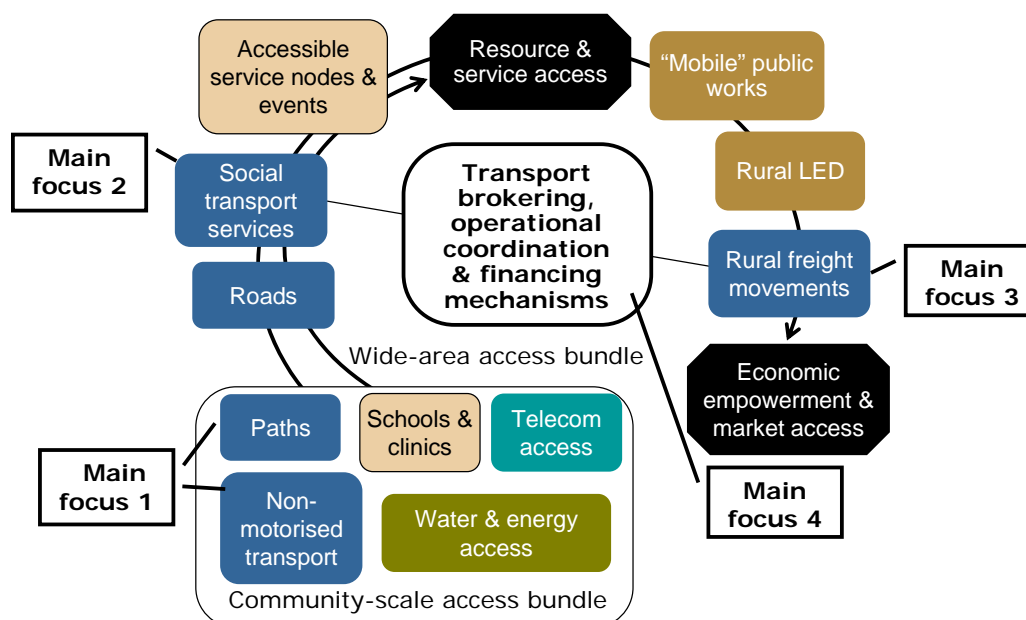 Accessible
service nodes &
events
Resource &
service access
“Mobile” public
works
Main
focus 2
Social
transport
services
Transport
brokering,
operational
coordination
& financing
mechanisms
Rural LED
Rural freight
movements
Main
focus 3
Roads
Wide-area access bundle
Economic
empowerment &
market access
Paths
Schools &
clinics
Telecom
access
Main
focus 1
Non-
motorised
transport
Water & energy
access
Main
focus 4
Community-scale access bundle